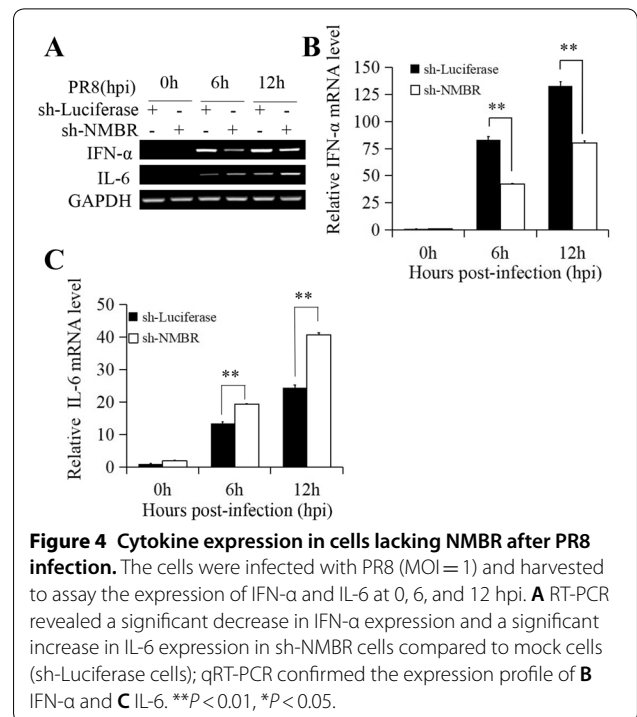 A
PR8(hpi) 0h 6h 12h
sh-Luciferase + - + - + -
sh-NMBR - + - + - +
IFN-α
IL-6
GAPDH
B
Relative IFN-α mRNA level
150
125
100
75
50
25
0
sh-Luciferase
sh-NMBR
**
**
0h 6h 12h
Hours post-infection (hpi)
C
Relative IL-6 mRNA level
50
40
30
20
10
0
sh-Luciferase
sh-NMBR
**
**
0h 6h 12h
Hours post-infection (hpi)
Figure 4 Cytokine expression in cells lacking NMBR after PR8
infection. The cells were infected with PR8 (MOI = 1) and harvested
to assay the expression of IFN-α and IL-6 at 0, 6, and 12 hpi. A RT-PCR
revealed a significant decrease in IFN-α expression and a significant
increase in IL-6 expression in sh-NMBR cells compared to mock cells
(sh-Luciferase cells); qRT-PCR confirmed the expression profile of B
IFN-α and C IL-6. **P < 0.01, *P < 0.05.